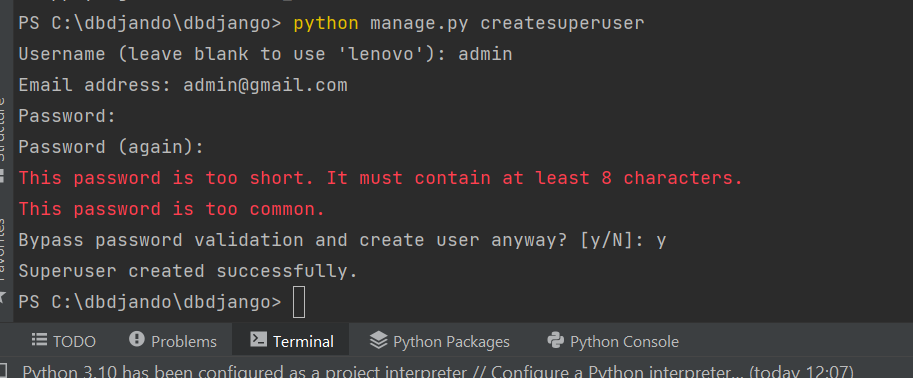 PS C:\dbdjando\dbdjango> python manage.py createsuperuser
Username (leave blank to use 'lenovo'): admin
Email address: admin@gmail.com
Password:
Password (again):
This password is too short. It must contain at least 8 characters.
This password is too common.
Bypass password validation and create user anyway? [y/N]: y
Superuser created successfully.
PS C:\dbdjando\dbdjango>
TODO Problems Terminal Python Packages Python Console
Python 3.10 has been configured as a project interpreter // Configure a Python interpreter... (today 12:07)